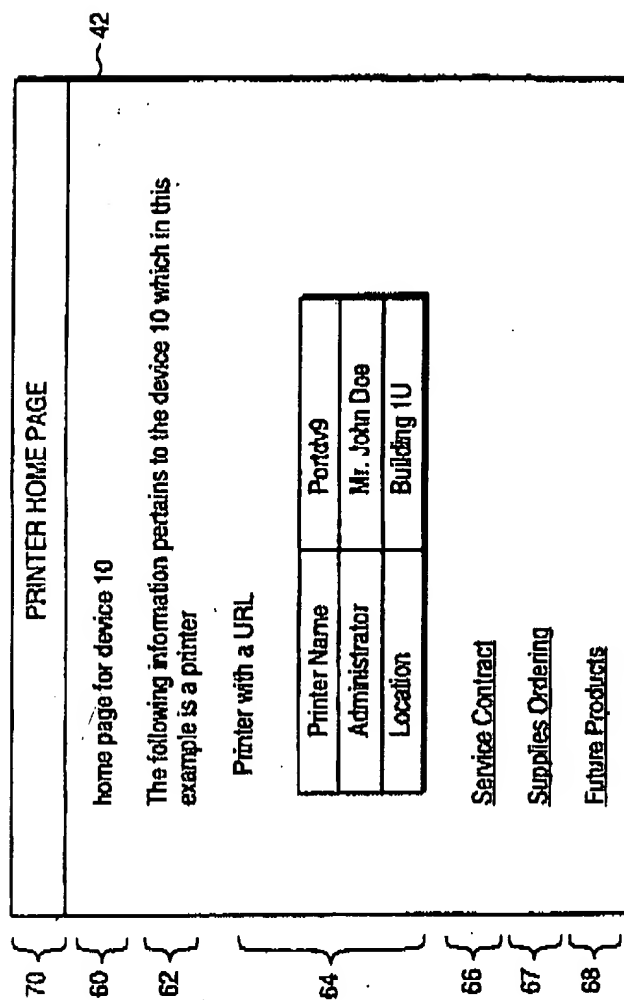 PRINTER HOME PAGE
42
70
home page for device 10
60
The following information pertains to the device 10 which in this
example is a printer
62
Printer with a URL
Printer Name Portdv9
Administrator Mr. John Doe
Location Building 1U
64
Service Contract
66
Supplies Ordering
67
Future Products
68